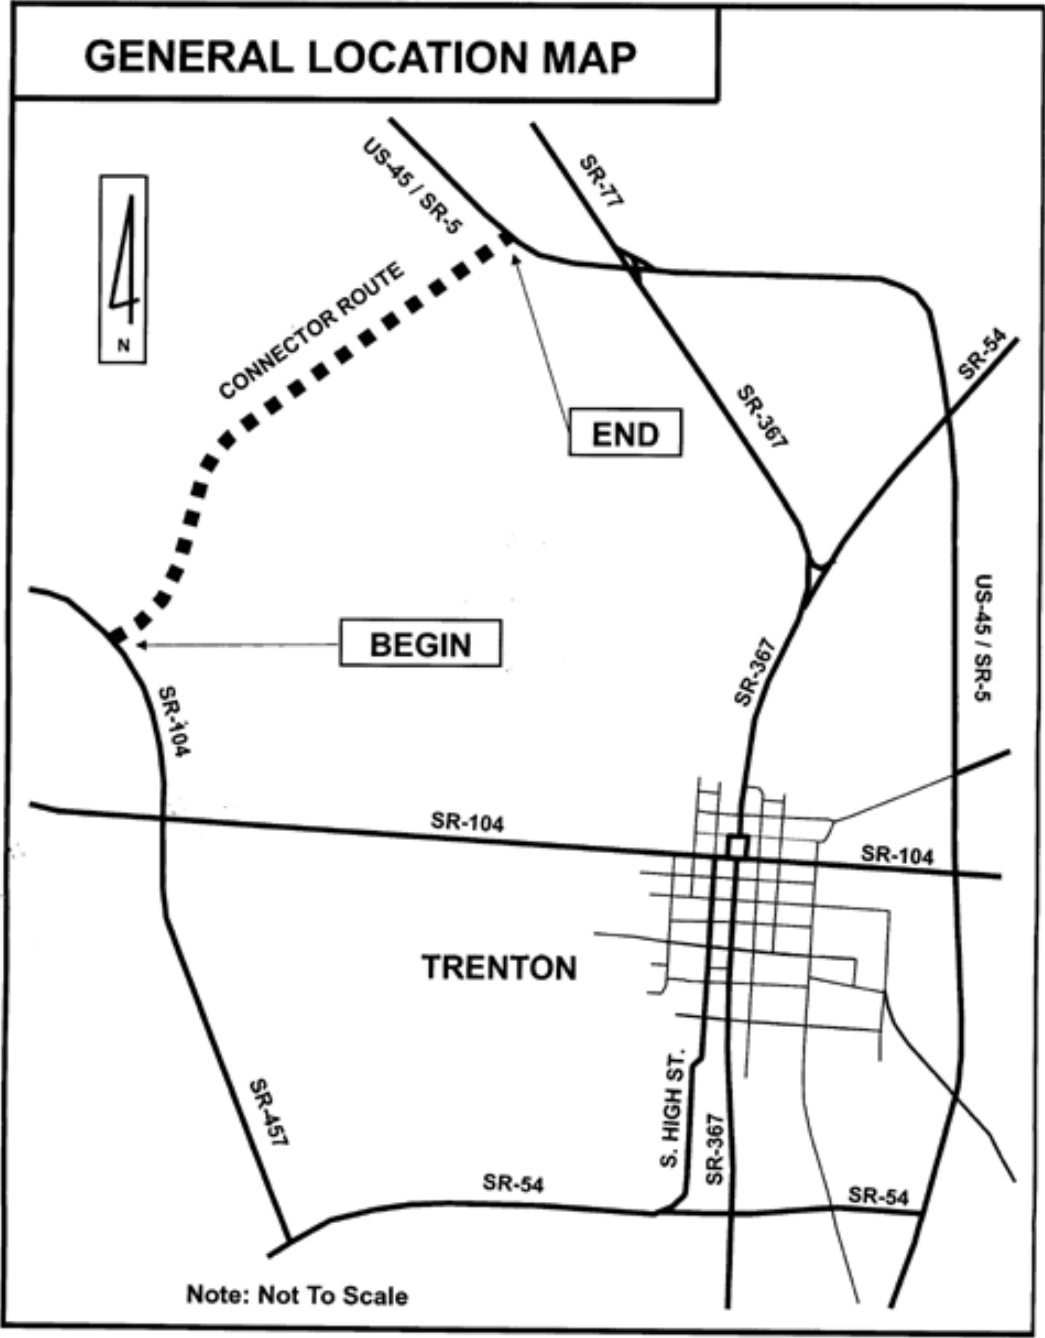 GENERAL LOCATION MAP
US-45 / SR-5
SR-77
CONNECTOR ROUTE
N
SR-54
SR-367
END
US-45 / SR-5
BEGIN
SR-367
SR-104
SR-104
SR-104
TRENTON
S. HIGH ST.
SR-457
SR-367
SR-54
SR-54
Note: Not To Scale